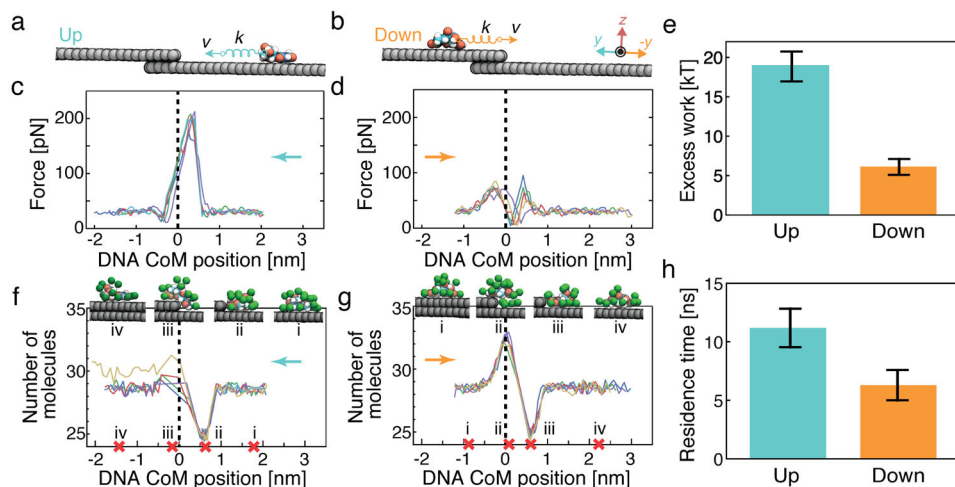 a
Up
v
k
b
Down
k
v
z
y
-y
e
Excess work [kT]
20
15
10
5
0
Up
Down
c
Force [pN]
200
100
0
-2
-1
0
1
2
3
DNA CoM position [nm]
d
Force [pN]
200
100
0
-2
-1
0
1
2
3
DNA CoM position [nm]
f
Number of
molecules
35
30
25
iv
iii
ii
i
iv
iii
ii
i
-2
-1
0
1
2
3
DNA CoM position [nm]
g
Number of
molecules
35
30
25
i
ii
iii
iv
i
ii
iii
iv
-2
-1
0
1
2
3
DNA CoM position [nm]
h
Residence time [ns]
15
10
5
0
Up
Down